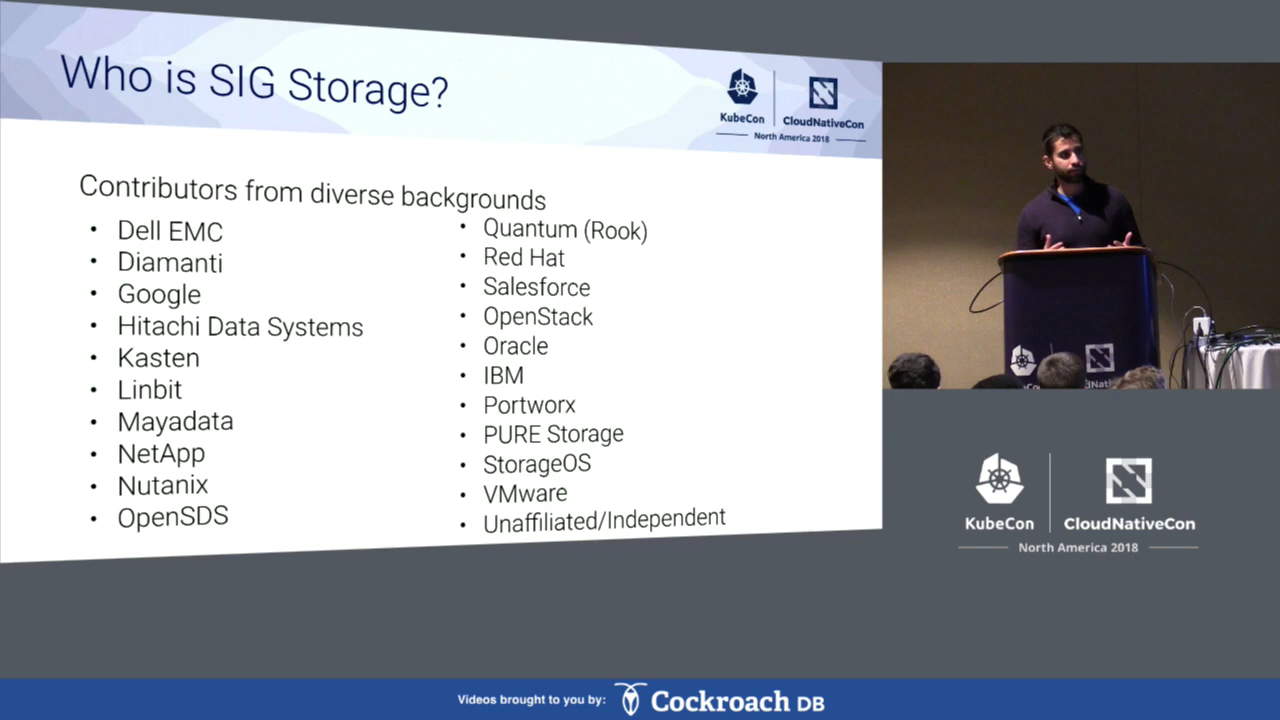 Who is SIG Storage?
KubeCon
CloudNativeCon
North America 2018
Contributors from diverse backgrounds
• Dell EMC
• Diamanti
• Google
• Hitachi Data Systems
• Kasten
• Linbit
• Mayadata
• NetApp
• Nutanix
• OpenSDS
• Quantum (Rook)
• Red Hat
• Salesforce
• OpenStack
• Oracle
• IBM
• Portworx
• PURE Storage
• StorageOS
• VMware
• Unaffiliated/Independent
KubeCon
CloudNativeCon
North America 2018
Videos brought to you by: Cockroach DB